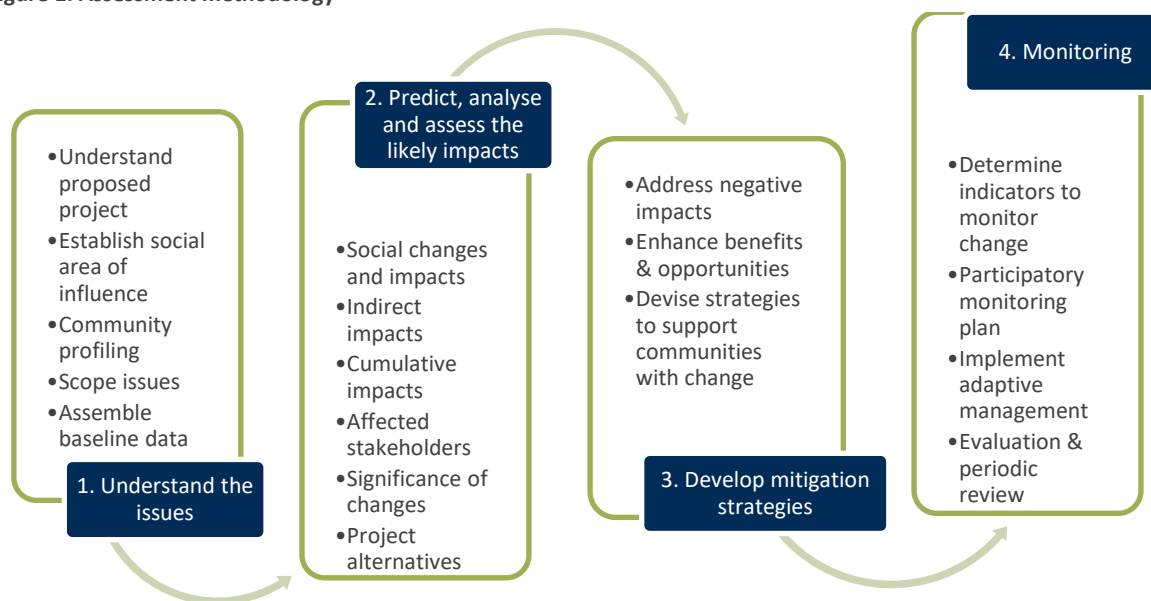 Assessment methodology
•Understand
proposed
project
•Establish social
area of
influence
•Community
profiling
•Scope issues
•Assemble
baseline data
1. Understand the
issues
2. Predict, analyse
and assess the
likely impacts
•Social changes
and impacts
•Indirect
impacts
•Cumulative
impacts
•Affected
stakeholders
•Significance of
changes
•Project
alternatives
•Address negative
impacts
•Enhance benefits
& opportunities
•Devise strategies
to support
communities
with change
3. Develop mitigation
strategies
4. Monitoring
•Determine
indicators to
monitor
change
•Participatory
monitoring
plan
•Implement
adaptive
management
•Evaluation &
periodic
review